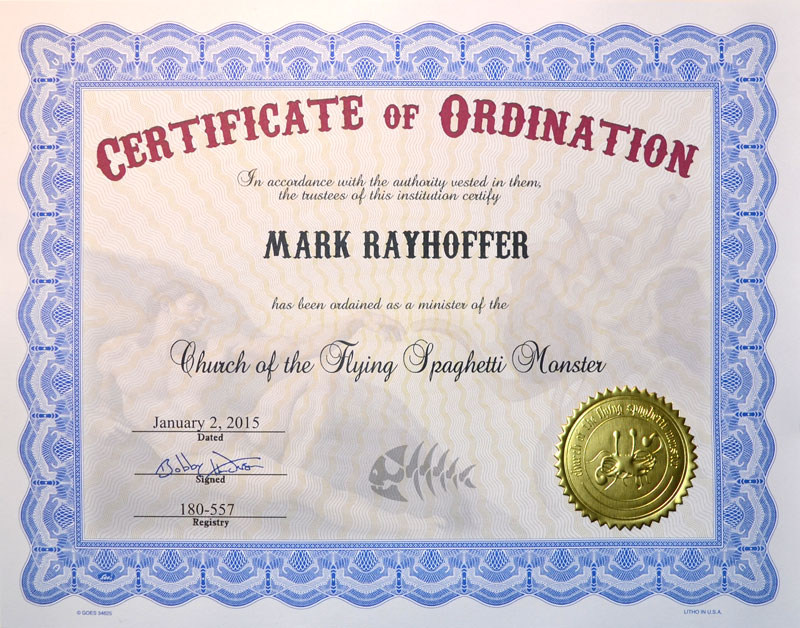 CERTIFICATE OF ORDINATION
In accordance with the authority vested in them,
the trustees of this institution certify
MARK RAYHOFFER
has been ordained as a minister of the
Church of the Flying Spaghetti Monster
January 2, 2015
Dated
Bobby
Signed
180-557
Registry
Church of the Flying Spaghetti Monster
© GOES 3482S
LITHO IN U.S.A.